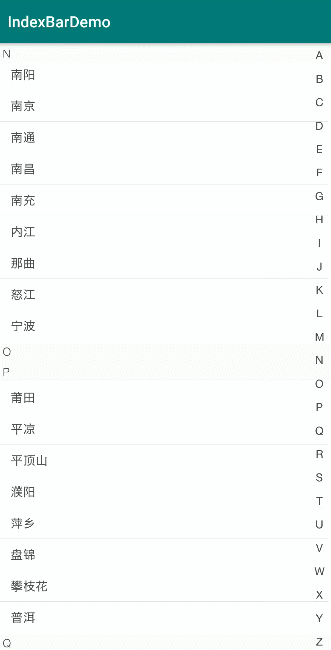 IndexBarDemo
N
南阳
南京
南通
南昌
南充
内江
那曲
怒江
宁波
O
P
莆田
平凉
平顶山
濮阳
萍乡
盘锦
攀枝花
普洱
Q
A
B
C
D
E
F
G
H
I
J
K
L
M
N
O
P
Q
R
S
T
U
V
W
X
Y
Z